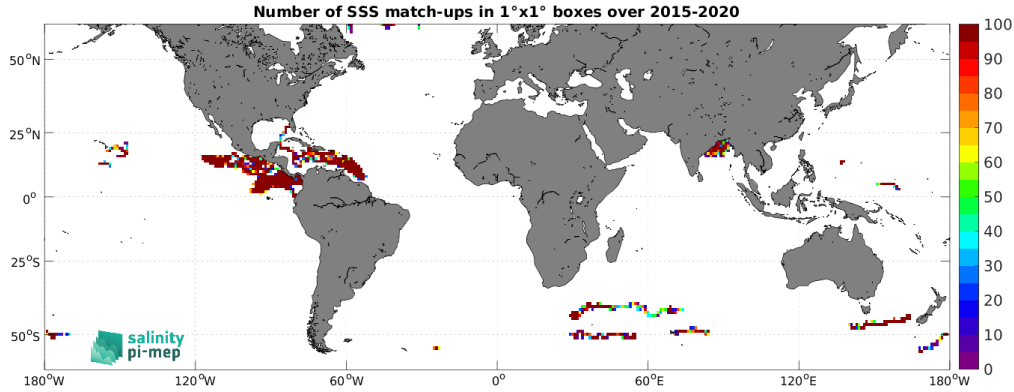 Number of SSS match-ups in 1°x1° boxes over 2015-2020
100
90
80
70
60
50
40
30
20
10
0
50°N
25°N
0°
25°S
50°S
salinity
pi-mep
180°W 120°W 60°W 0° 60°E 120°E 180°W